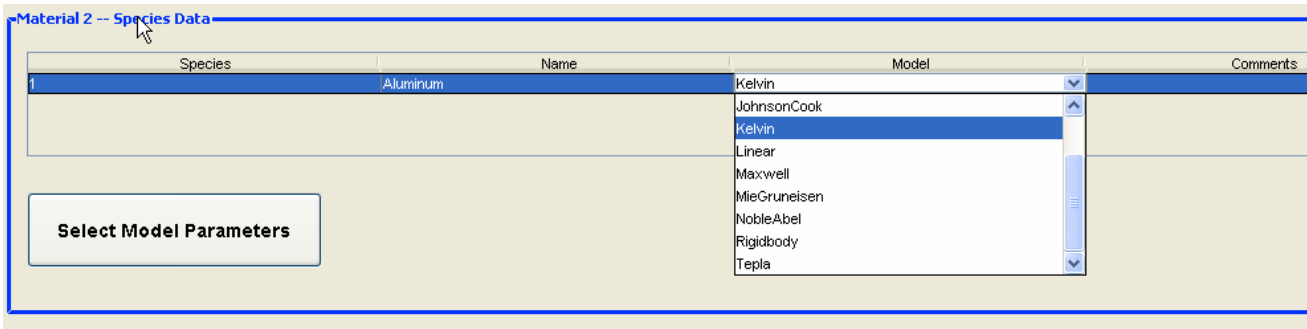 Material 2 -- Species Data
Species Name Model Comments
1 Aluminum Kelvin
JohnsonCook
Kelvin
Linear
Maxwell
MieGruneisen
NobleAbel
Rigidbody
Tepla
Select Model Parameters